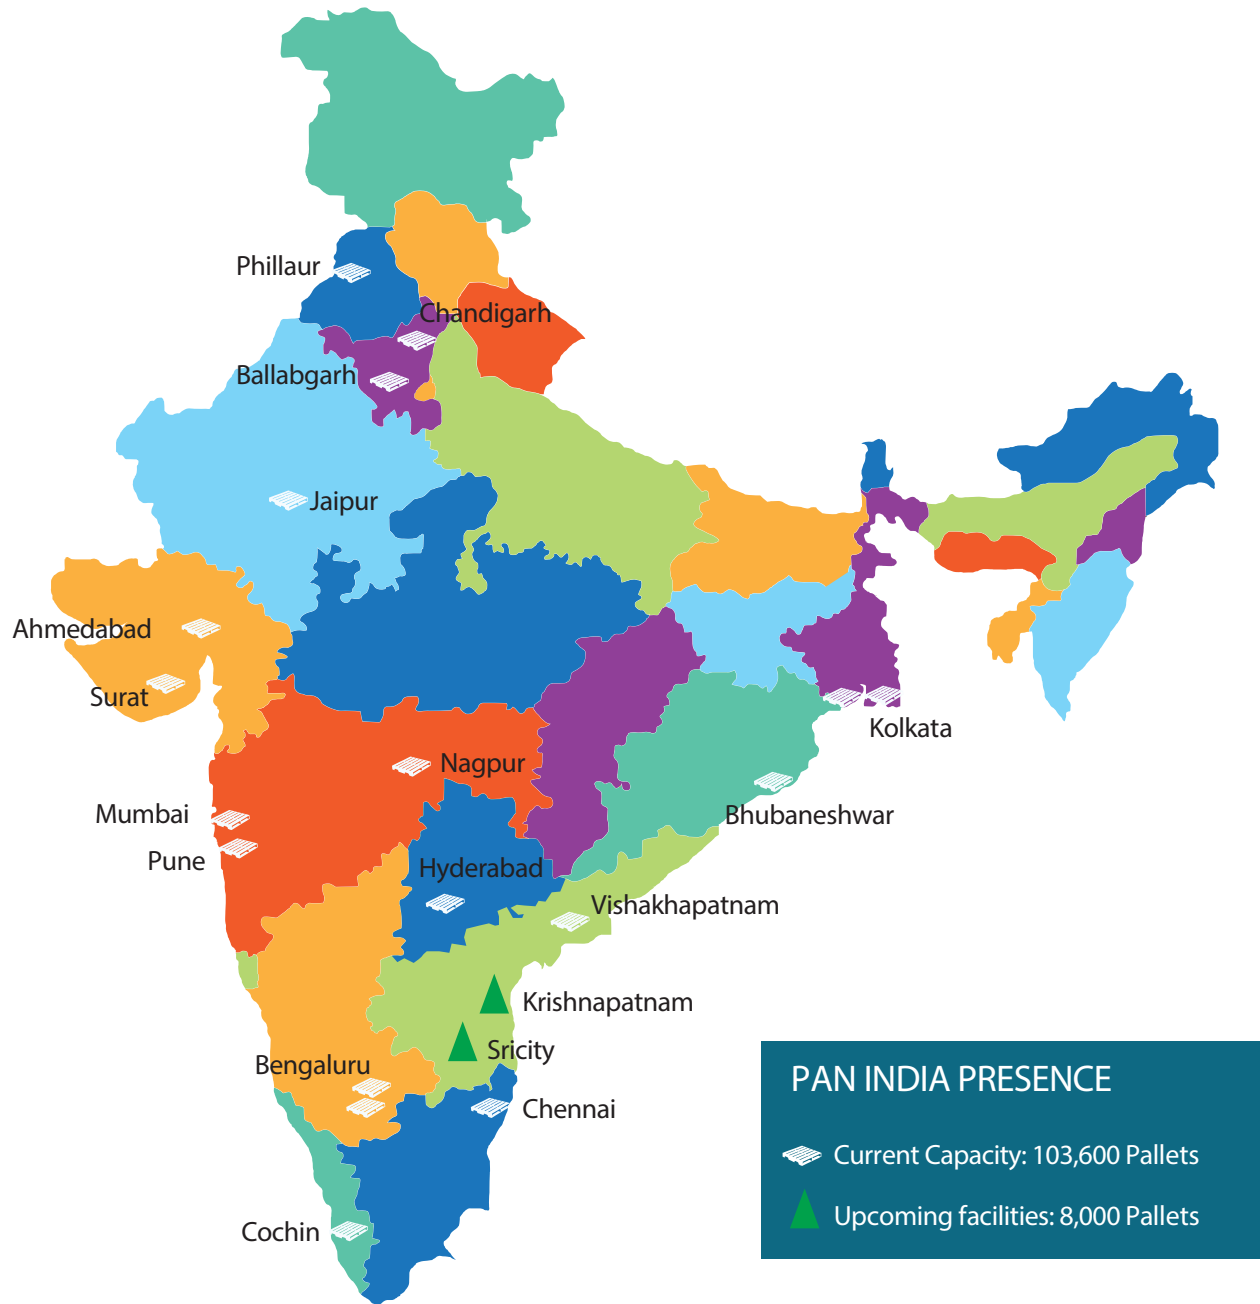 Phillaur
Chandigarh
Ballabgarh
Jaipur
Ahmedabad
Surat
Kolkata
Nagpur
Mumbai
Bhubaneshwar
Pune
Hyderabad
Vishakhapatnam
Krishnapatnam
Sricity
Bengaluru
Chennai
Cochin
PAN INDIA PRESENCE
Current Capacity: 103,600 Pallets
Upcoming facilities: 8,000 Pallets